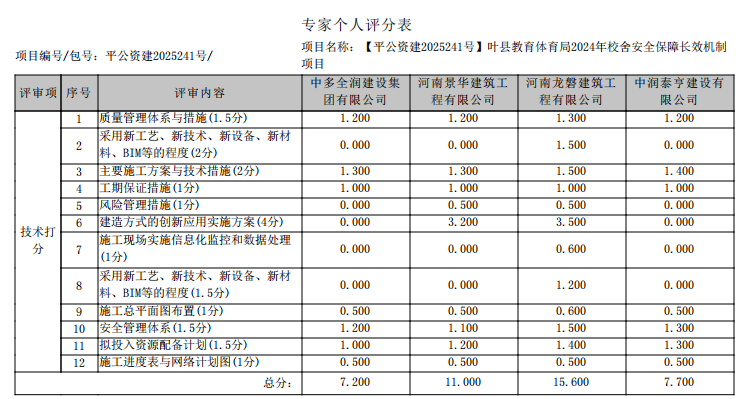 专家个人评分表
项目编号/包号: 平公资建2025241号/
项目名称: 【平公资建2025241号】叶县教育体育局2024年校舍安全保障长效机制
项目
评审项 序号 评审内容 中多全润建设集团有限公司 河南景华建筑工程有限公司 河南龙磐建筑工程有限公司 中润泰亨建设有限公司
技术打分
1 质量管理体系与措施(1.5分) 1.200 1.200 1.300 1.200
2 采用新工艺、新技术、新设备、新材料、BIM等的程度(2分) 0.000 0.000 1.500 0.000
3 主要施工方案与技术措施(2分) 1.300 1.300 1.500 1.400
4 工期保证措施(1分) 1.000 1.000 1.000 1.000
5 风险管理措施(1分) 0.000 0.500 0.500 0.000
6 建造方式的创新应用实施方案(4分) 0.000 3.200 3.500 0.000
7 施工现场实施信息化监控和数据处理(1分) 0.000 0.000 0.600 0.000
8 采用新工艺、新技术、新设备、新材料、BIM等的程度(1.5分) 0.000 0.000 1.200 0.000
9 施工总平面图布置(1分) 0.500 0.500 0.600 0.500
10 安全管理体系(1.5分) 1.200 1.100 1.500 1.300
11 拟投入资源配备计划(1.5分) 1.000 1.200 1.400 1.300
12 施工进度表与网络计划图(1分) 0.500 0.500 0.500 0.500
总分: 7.200 11.000 15.600 7.700